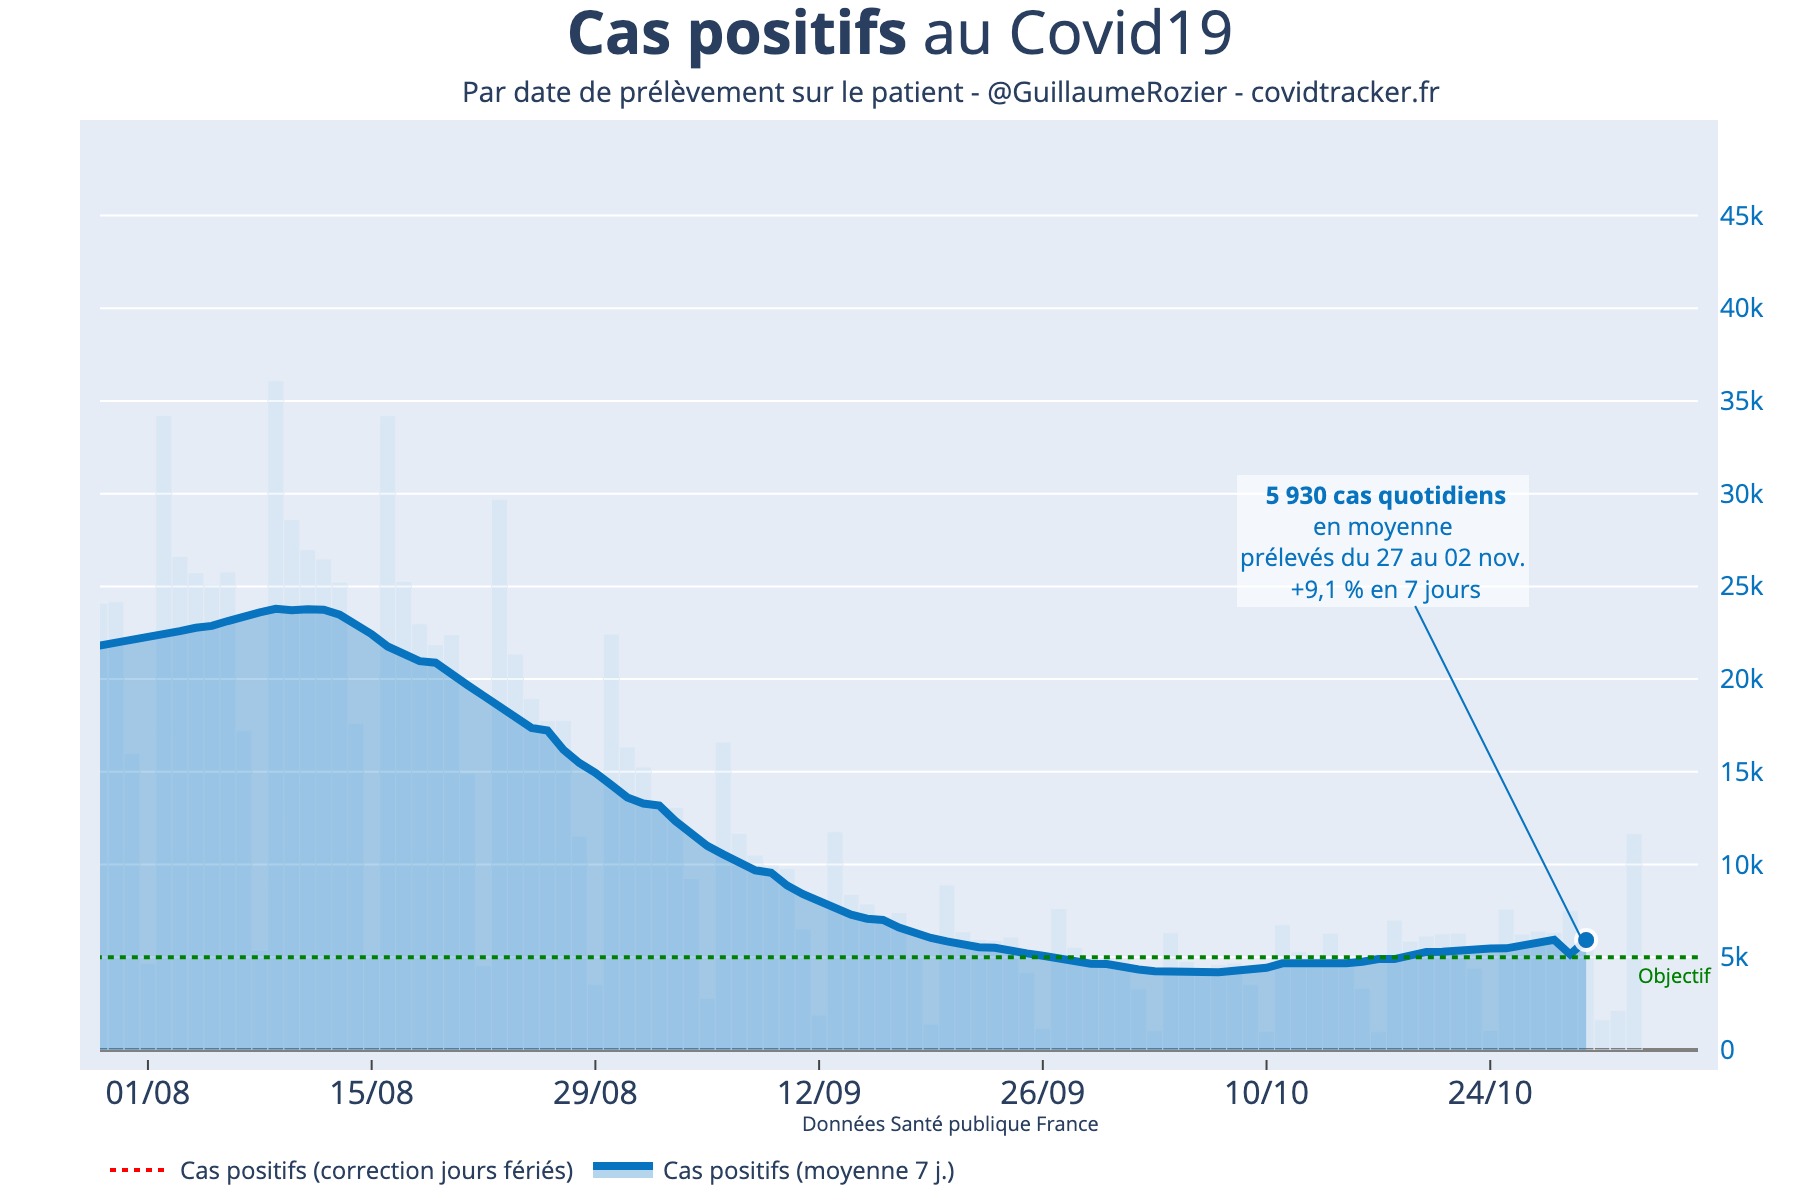 Cas positifs au Covid19
Par date de prélèvement sur le patient - @GuillaumeRozier - covidtracker.fr
45k
40k
35k
30k
25k
20k
15k
10k
5k
0
5 930 cas quotidiens
en moyenne
prélevés du 27 au 02 nov.
+9,1 % en 7 jours
Objectif
01/08 15/08 29/08 12/09 26/09 10/10 24/10
Données Santé publique France
Cas positifs (correction jours fériés) Cas positifs (moyenne 7 j.)